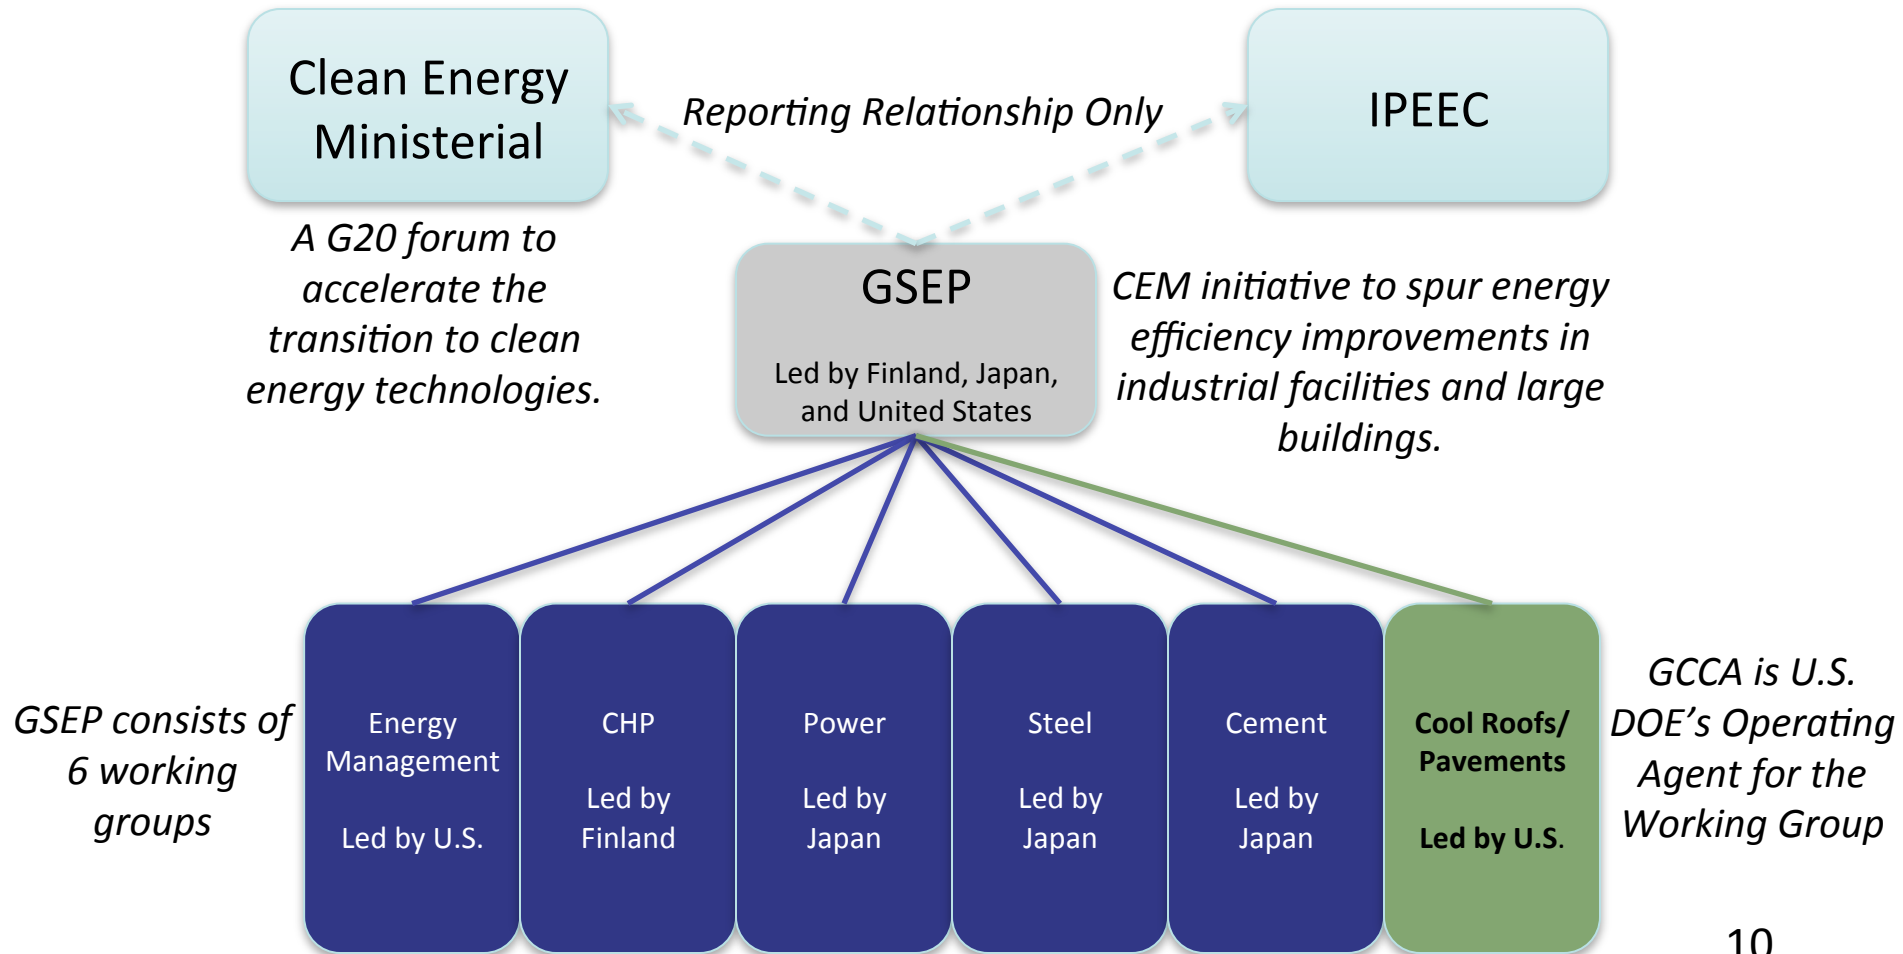 Clean Energy
Ministerial
Reporting Relationship Only
IPEEC
A G20 forum to
accelerate the
transition to clean
energy technologies.
GSEP
Led by Finland, Japan,
and United States
CEM initiative to spur energy
efficiency improvements in
industrial facilities and large
buildings.
GSEP consists of
6 working
groups
Energy
Management
Led by U.S.
CHP
Led by
Finland
Power
Led by
Japan
Steel
Led by
Japan
Cement
Led by
Japan
Cool Roofs/
Pavements
Led by U.S.
GCCA is U.S.
DOE’s Operating
Agent for the
Working Group
10